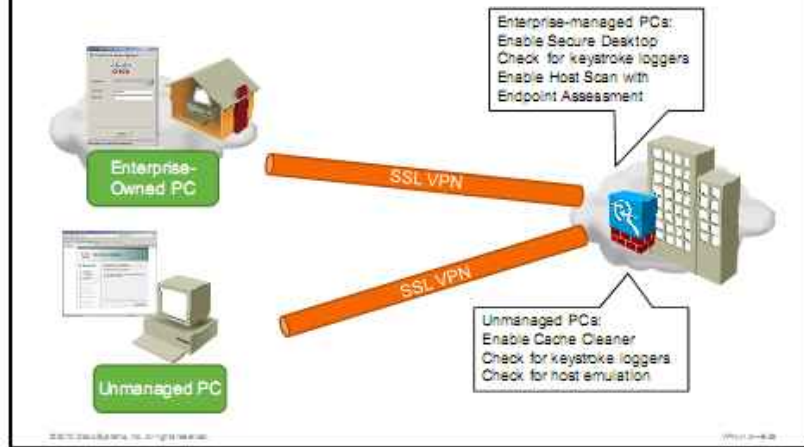 Enterprise-managed PCs:
Enable Secure Desktop
Check for keystroke loggers
Enable Host Scan with
Endpoint Assessment
Enterprise-
Owned PC
SSL VPN
SSL VPN
Unmanaged PCs:
Enable Cache Cleaner
Check for keystroke loggers
Check for host emulation
Unmanaged PC